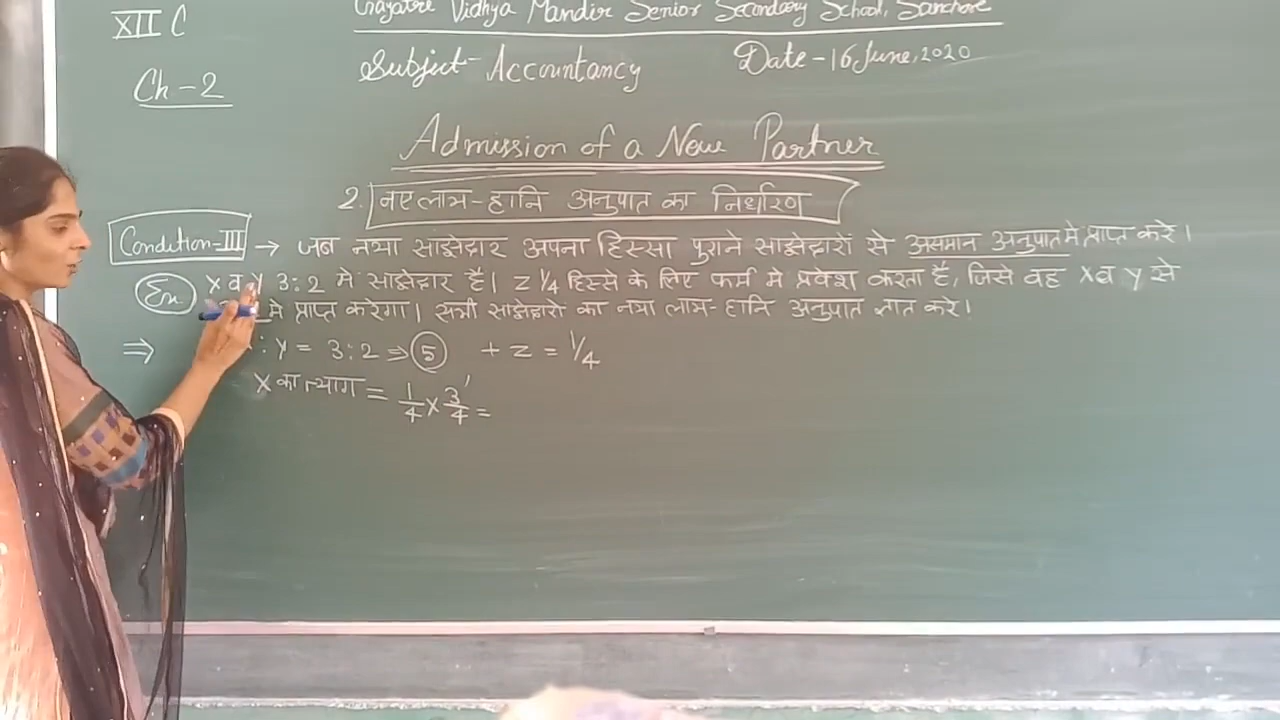 XII C
Gayatre Vidhya Mandir Senior Secondary School, Sanchore
Ch - 2
Subject - Accountancy
Date - 16 June, 2020
Admission of a New Partner
2. नए लाभ - हानि अनुपात का निर्धारण
Condition - III → जब नया साझेदार अपना हिस्सा पुराने साझेदारों से असमान अनुपात मे प्राप्त करे।
Ex. X व Y 3:2 मे साझेदार है। Z 1/4 हिस्से के लिए फर्म मे प्रवेश करता है, जिसे वह X व Y से
मे प्राप्त करेगा। सभी साझेदारो का नया लाभ - हानि अनुपात ज्ञात करे।
⇒ : Y = 3:2 ⇒ 5 + Z = 1/4
X का त्याग = 1/4 × 3/4 =